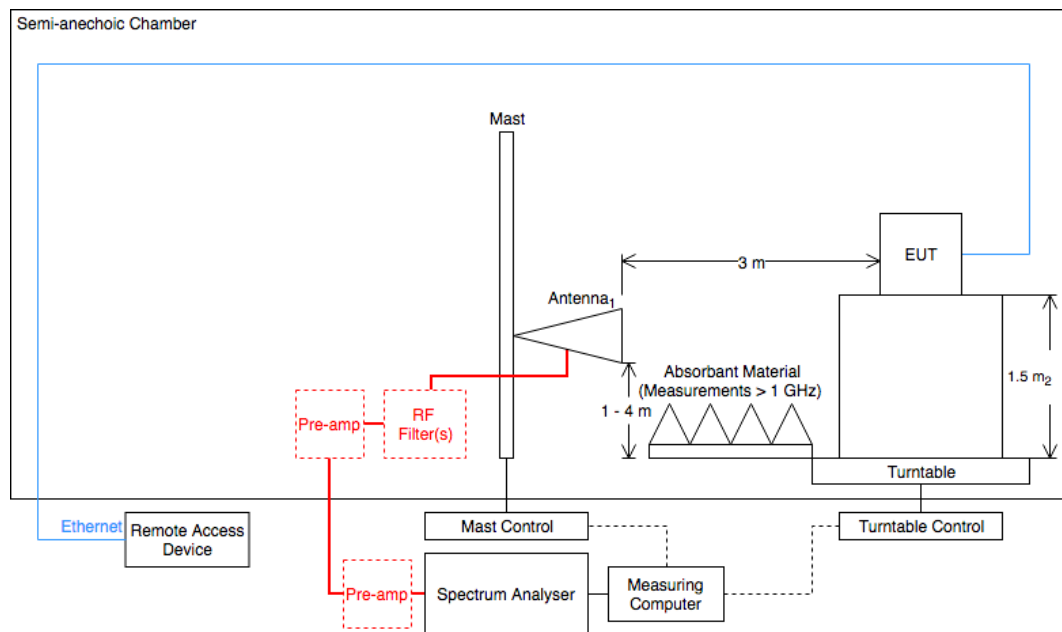 Semi-anechoic Chamber
Mast
EUT
3 m
Antenna1
Absorbant Material
(Measurements > 1 GHz)
1.5 m2
1 - 4 m
Pre-amp
RF
Filter(s)
Turntable
Ethernet
Remote Access
Device
Mast Control
Turntable Control
Pre-amp
Spectrum Analyser
Measuring
Computer